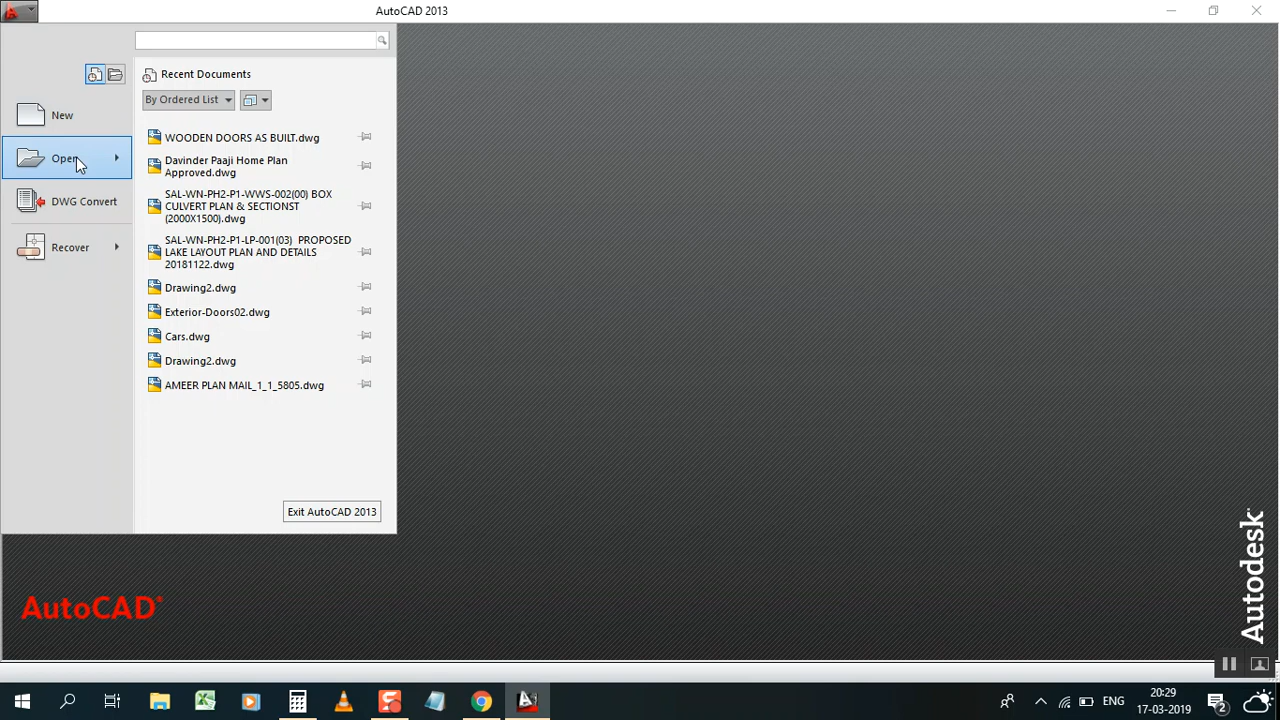 AutoCAD 2013
Recent Documents
By Ordered List
New
Open
DWG Convert
Recover
WOODEN DOORS AS BUILT.dwg
Davinder Paaji Home Plan
Approved.dwg
SAL-WN-PH2-P1-WWS-002(00) BOX
CULVERT PLAN & SECTIONST
(2000X1500).dwg
SAL-WN-PH2-P1-LP-001(03) PROPOSED
LAKE LAYOUT PLAN AND DETAILS
20181122.dwg
Drawing2.dwg
Exterior-Doors02.dwg
Cars.dwg
Drawing2.dwg
AMEER PLAN MAIL_1_1_5805.dwg
Exit AutoCAD 2013
AutoCAD®
Autodesk®
ENG
20:29
17-03-2019
2